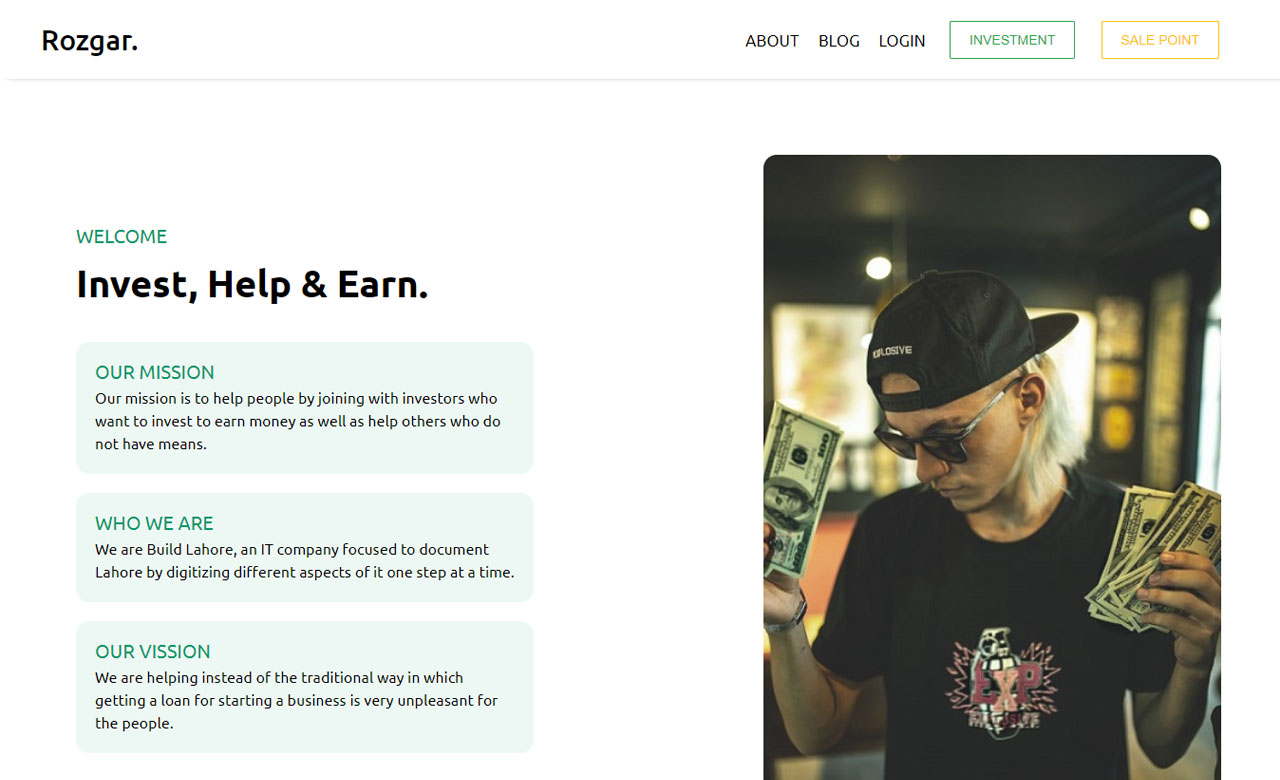 Rozgar.
ABOUT BLOG LOGIN INVESTMENT SALE POINT
WELCOME
Invest, Help & Earn.
OUR MISSION
Our mission is to help people by joining with investors who
want to invest to earn money as well as help others who do
not have means.
WHO WE ARE
We are Build Lahore, an IT company focused to document
Lahore by digitizing different aspects of it one step at a time.
OUR VISSION
We are helping instead of the traditional way in which
getting a loan for starting a business is very unpleasant for
the people.
100
EXP